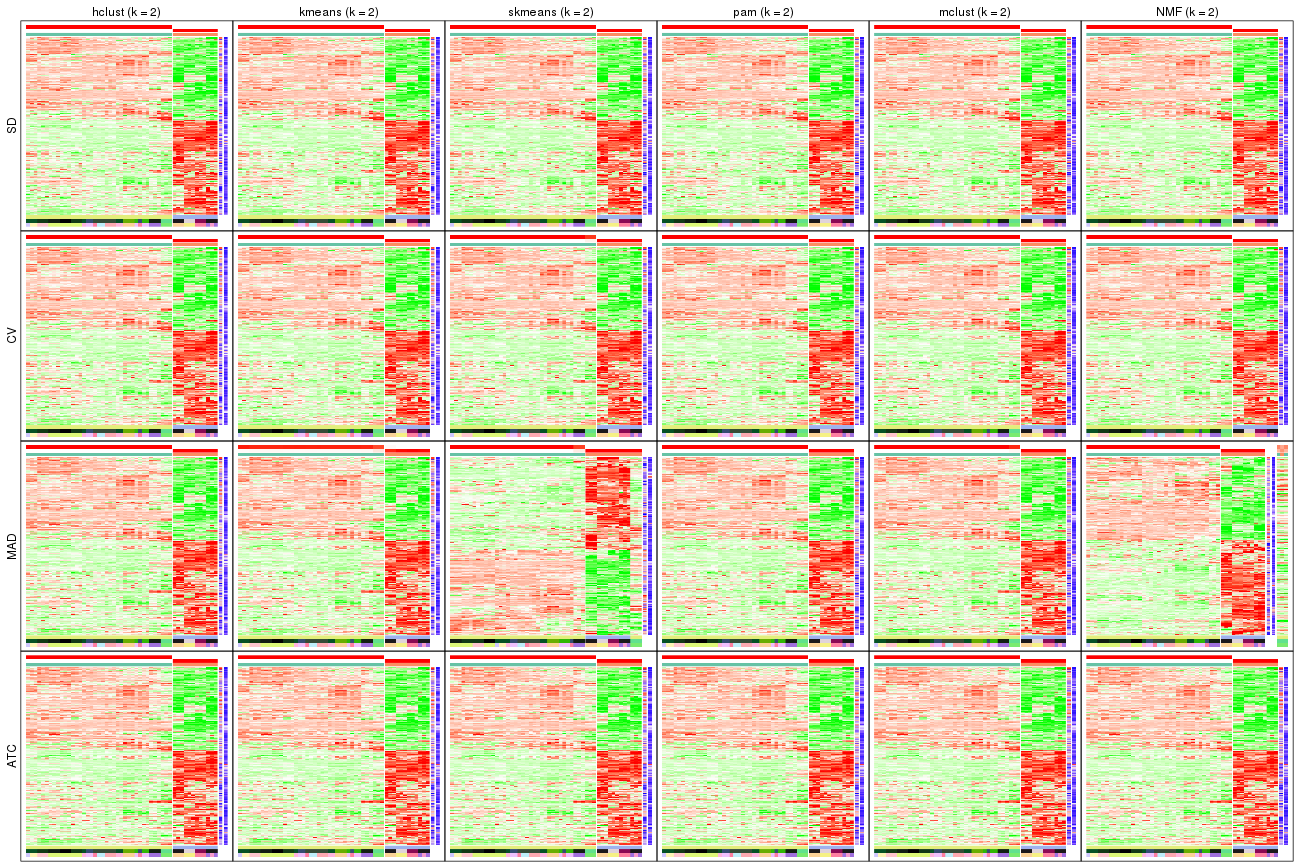 hclust (k = 2)
kmeans (k = 2)
skmeans (k = 2)
pam (k = 2)
mclust (k = 2)
NMF (k = 2)
SD
CV
MAD
ATC